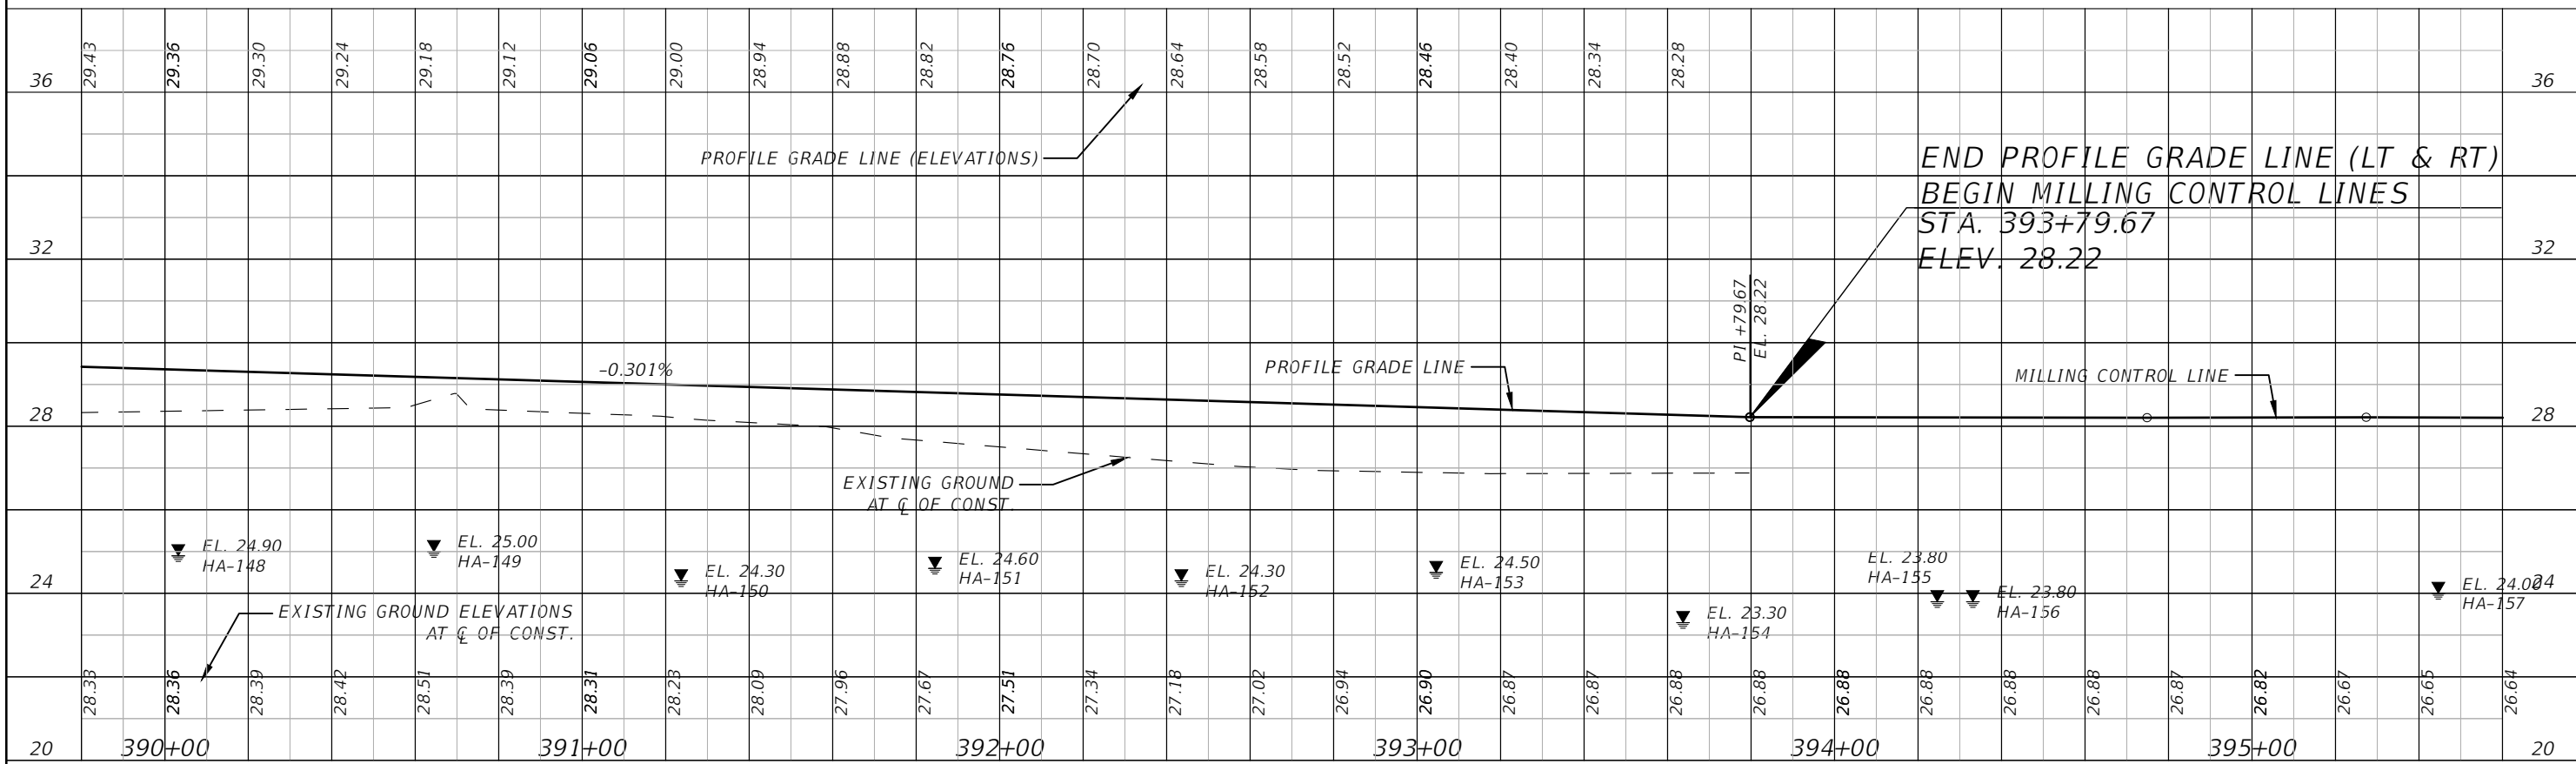 29.43 29.36 29.30 29.24 29.18 29.12 29.06 29.00 28.94 28.88 28.82 28.76 28.70 28.64 28.58 28.52 28.46 28.40 28.34 28.28
36 36
PROFILE GRADE LINE (ELEVATIONS)
END PROFILE GRADE LINE (LT & RT)
BEGIN MILLING CONTROL LINES
STA. 393+79.67
ELEV. 28.22
32 32
PI +79.67
EL. 28.22
-0.301%
PROFILE GRADE LINE
MILLING CONTROL LINE
28 28
EXISTING GROUND
AT ℄ OF CONST.
EL. 24.90
HA-148
EL. 25.00
HA-149
EL. 24.30
HA-150
EL. 24.60
HA-151
EL. 24.30
HA-152
EL. 24.50
HA-153
EL. 23.30
HA-154
EL. 23.80
HA-155
EL. 23.80
HA-156
EL. 24.00
HA-157
24 24
EXISTING GROUND ELEVATIONS
AT ℄ OF CONST.
28.33 28.36 28.39 28.42 28.51 28.39 28.31 28.23 28.09 27.96 27.67 27.51 27.34 27.18 27.02 26.94 26.90 26.87 26.87 26.88 26.88 26.88 26.88 26.88 26.88 26.87 26.82 26.67 26.65 26.64
20 390+00 391+00 392+00 393+00 394+00 395+00 20